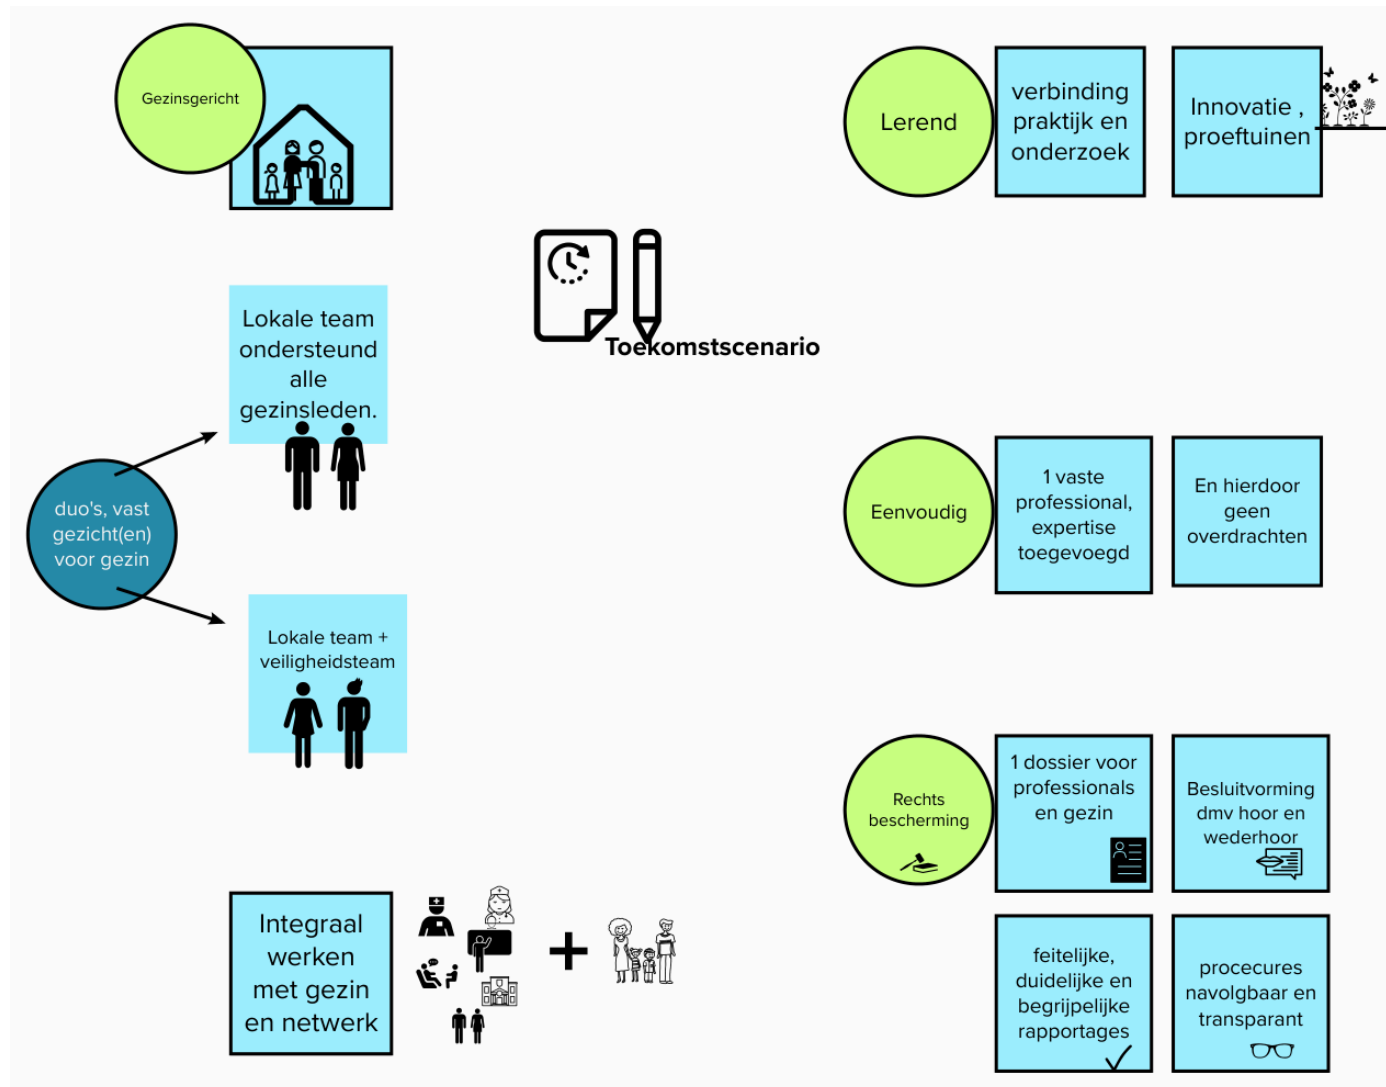 Gezinsgericht
Lerend
verbinding
praktijk en
onderzoek
Innovatie ,
proeftuinen
Toekomstscenario
Lokale team
ondersteund
alle
gezinsleden.
duo's, vast
gezicht(en)
voor gezin
Lokale team +
veiligheidsteam
Eenvoudig
1 vaste
professional,
expertise
toegevoegd
En hierdoor
geen
overdrachten
Rechts
bescherming
1 dossier voor
professionals
en gezin
Besluitvorming
dmv hoor en
wederhoor
Integraal
werken
met gezin
en netwerk
feitelijke,
duidelijke en
begrijpelijke
rapportages
procecures
navolgbaar en
transparant